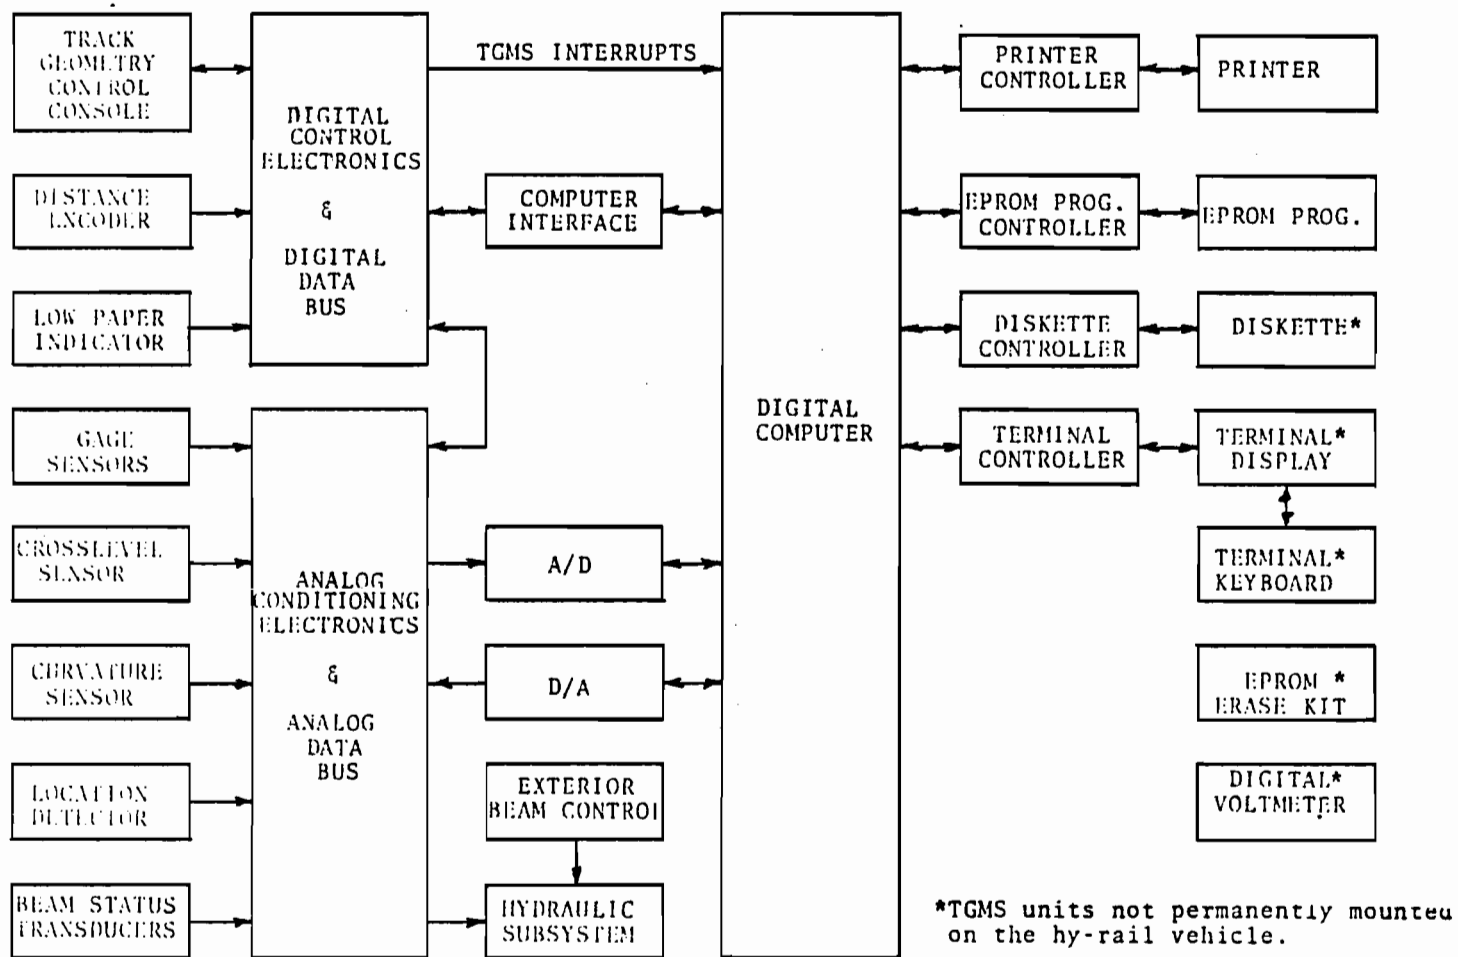 TRACK
GEOMETRY
CONTROL
CONSOLE
DISTANCE
ENCODER
LOW PAPER
INDICATOR
GAGE
SENSORS
CROSSLEVEL
SENSOR
CURVATURE
SENSOR
LOCATION
DETECTOR
BEAM STATUS
TRANSDUCERS
DIGITAL
CONTROL
ELECTRONICS
&
DIGITAL
DATA
BUS
ANALOG
CONDITIONING
ELECTRONICS
&
ANALOG
DATA
BUS
TGMS INTERRUPTS
COMPUTER
INTERFACE
A/D
D/A
EXTERIOR
BEAM CONTROL
HYDRAULIC
SUBSYSTEM
DIGITAL
COMPUTER
PRINTER
CONTROLLER
EPROM PROG.
CONTROLLER
DISKETTE
CONTROLLER
TERMINAL
CONTROLLER
PRINTER
EPROM PROG.
DISKETTE*
TERMINAL*
DISPLAY
TERMINAL*
KEYBOARD
EPROM *
ERASE KIT
DIGITAL*
VOLTMETER
*TGMS units not permanently mounted
on the hy-rail vehicle.